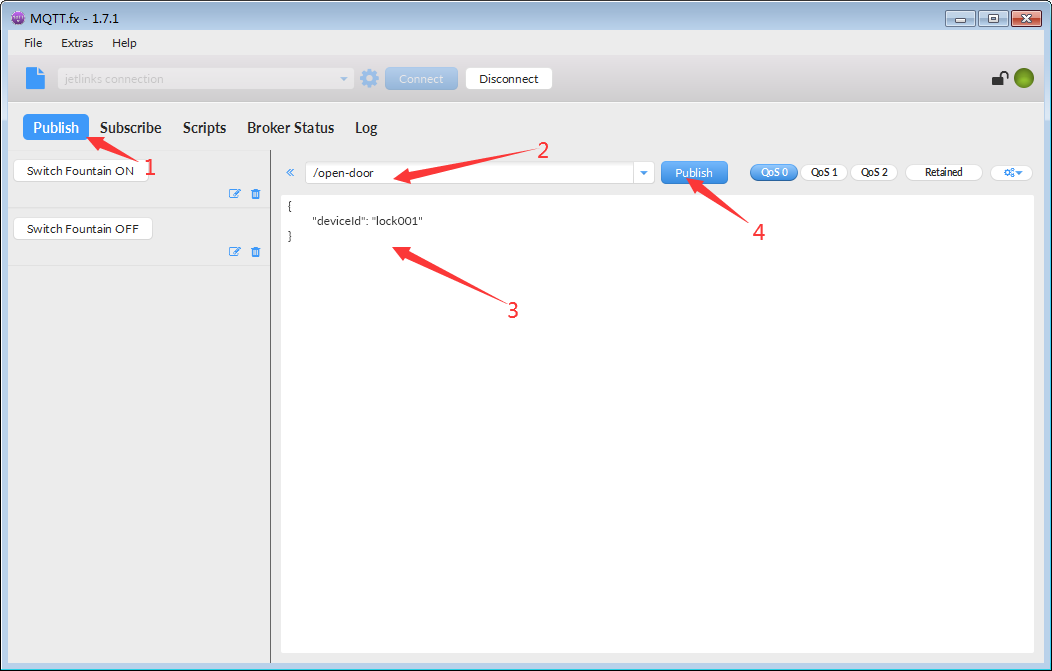 MQTT.fx - 1.7.1
File Extras Help
jetlinks connection Connect Disconnect
Publish Subscribe Scripts Broker Status Log
1
2
Switch Fountain ON
/open-door Publish QoS 0 QoS 1 QoS 2 Retained
{
"deviceId": "lock001"
}
Switch Fountain OFF
4
3